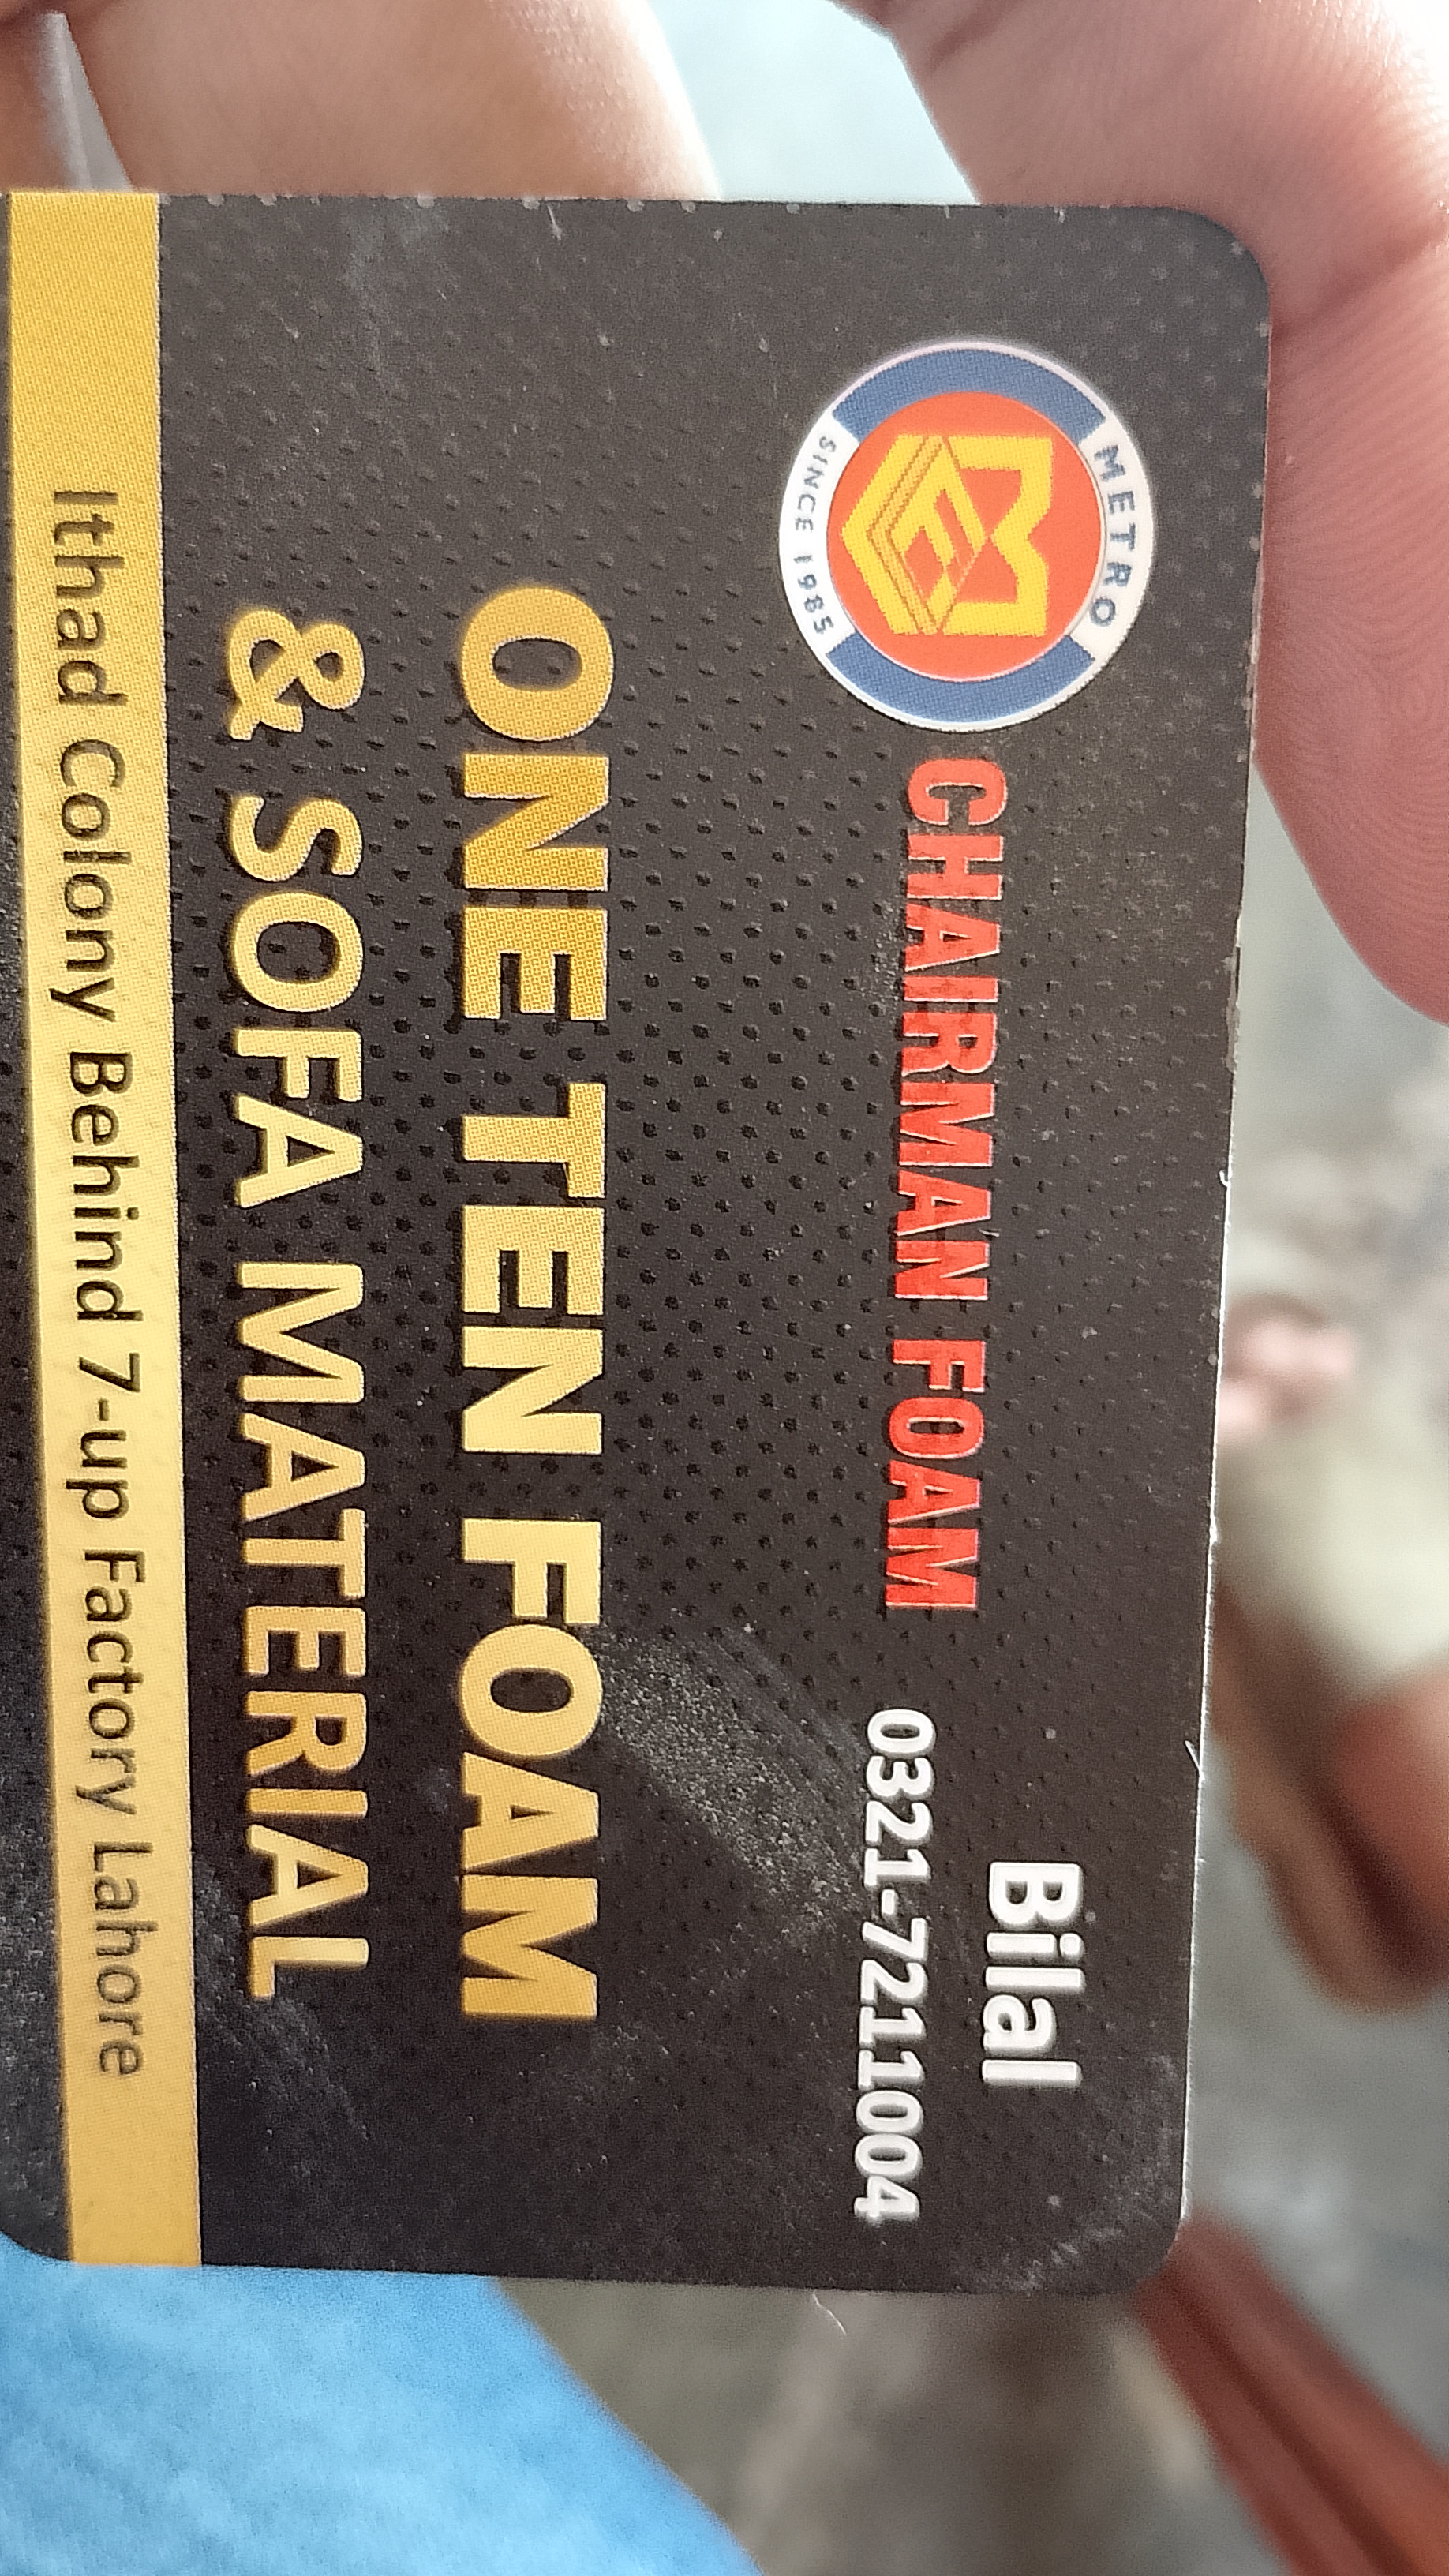 METRO
SINCE 1985
CHAIRMAN FOAM
Bilal
0321-7211004
ONE TEN FOAM
& SOFA MATERIAL
Ithad Colony Behind 7-up Factory Lahore